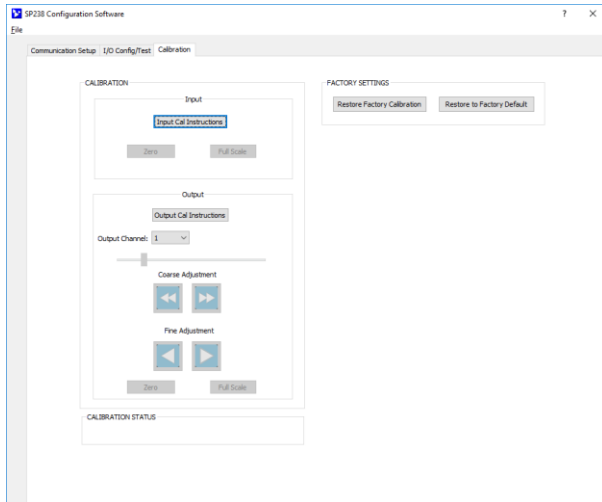 SP238 Configuration Software
? X
File
Communication Setup I/O Config/Test Calibration
CALIBRATION
Input
Input Cal Instructions
Zero Full Scale
Output
Output Cal Instructions
Output Channel: 1
Coarse Adjustment
Fine Adjustment
Zero Full Scale
CALIBRATION STATUS
FACTORY SETTINGS
Restore Factory Calibration Restore to Factory Default